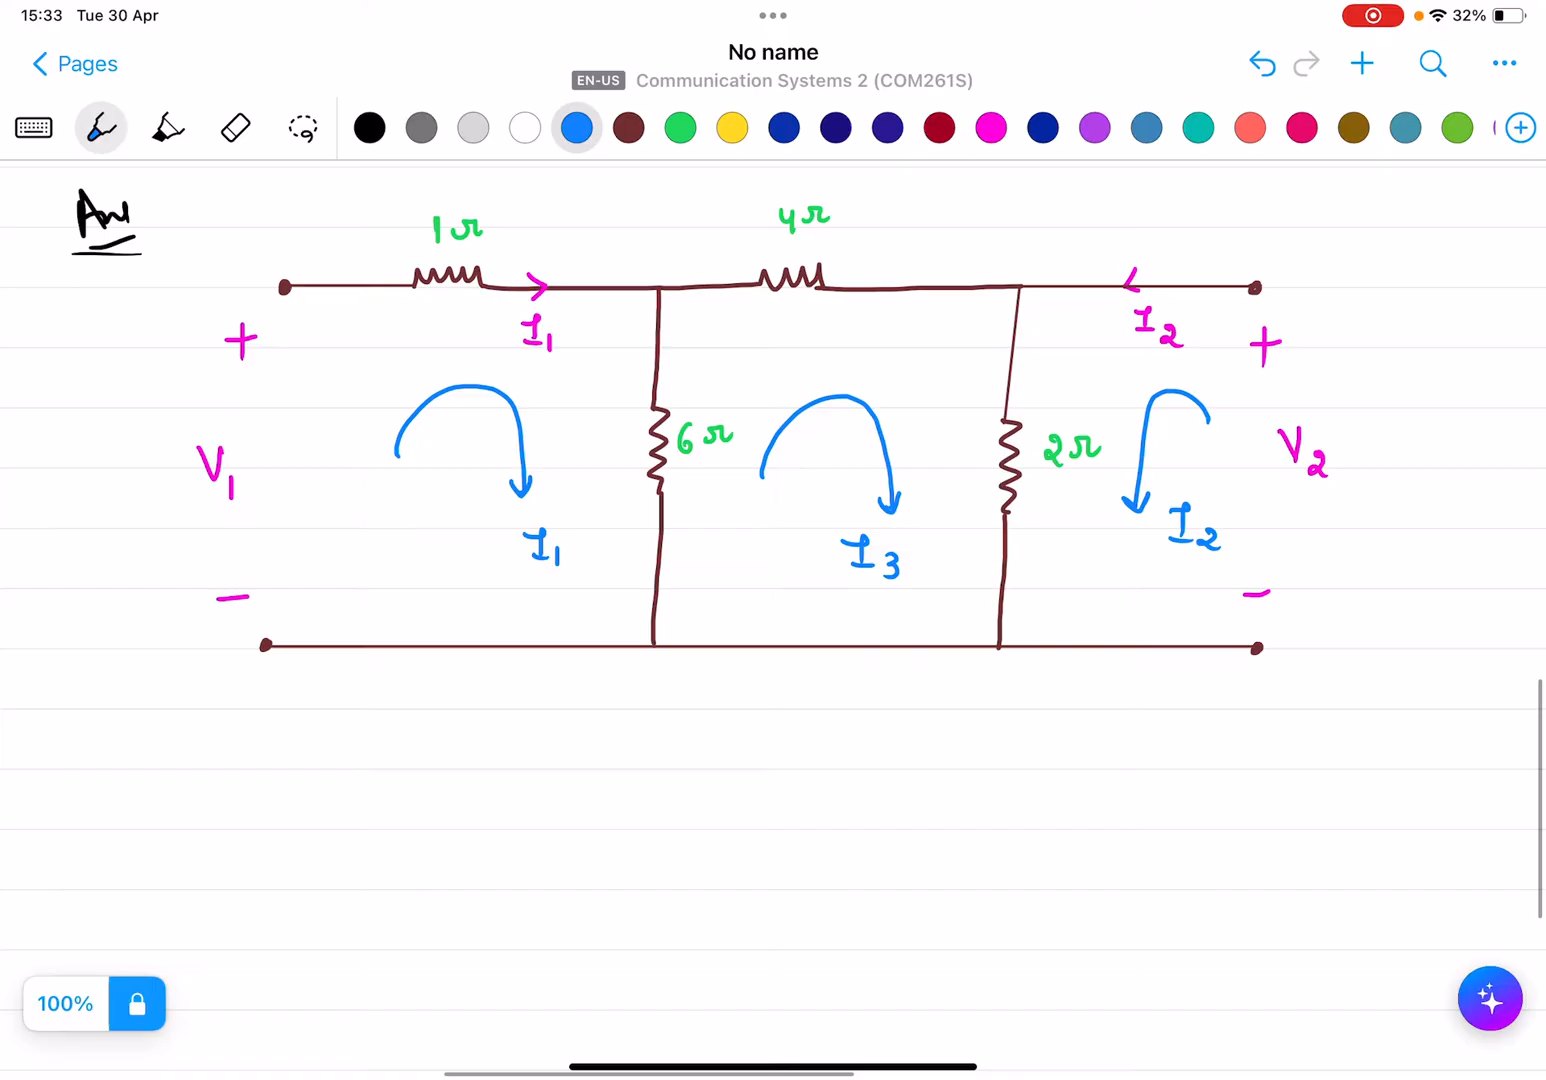 15:33 Tue 30 Apr
32%
Pages
No name
EN-US Communication Systems 2 (COM261S)
Ans
1Ω
4Ω
I1
I2
+
+
6Ω
2Ω
V1
V2
I1
I3
I2
-
-
100%